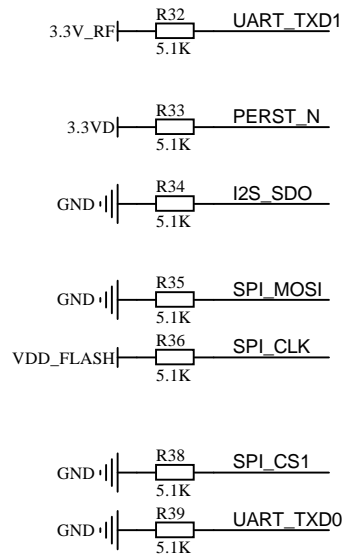 R32 UART_TXD1
3.3V_RF
5.1K
R33 PERST_N
3.3VD
5.1K
R34 I2S_SDO
GND
5.1K
R35 SPI_MOSI
GND
5.1K
R36 SPI_CLK
VDD_FLASH
5.1K
R38 SPI_CS1
GND
5.1K
R39 UART_TXD0
GND
5.1K